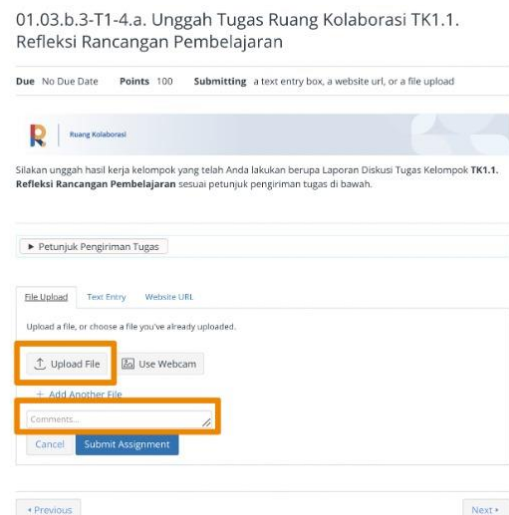 01.03.b.3-T1-4.a. Unggah Tugas Ruang Kolaborasi TK1.1.
Refleksi Rancangan Pembelajaran
Due No Due Date Points 100 Submitting a text entry box, a website url, or a file upload
Ruang Kolaborasi
Silakan unggah hasil kerja kelompok yang telah Anda lakukan berupa Laporan Diskusi Tugas Kelompok TK1.1.
Refleksi Rancangan Pembelajaran sesuai petunjuk pengiriman tugas di bawah.
Petunjuk Pengiriman Tugas
File Upload Text Entry Website URL
Upload a file, or choose a file you've already uploaded.
Upload File Use Webcam
+ Add Another File
Comments...
Cancel Submit Assignment
Previous Next